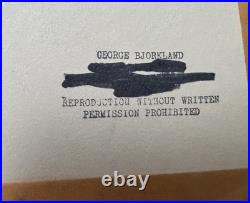 GEORGE BJORKLAND
REPRODUCTION WITHOUT WRITTEN
PERMISSION PROHIBITED